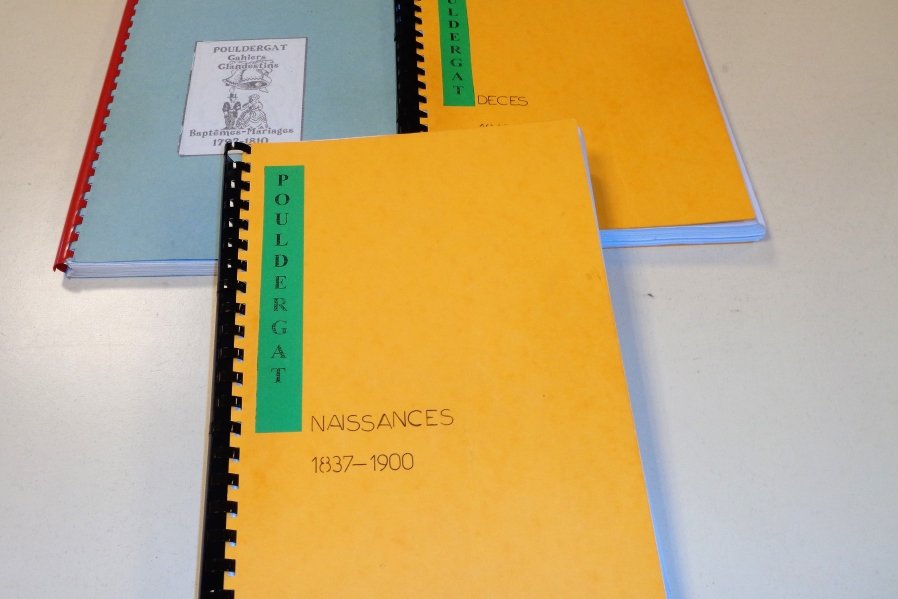 POULDERGAT
Cahiers
Clandestins
Baptêmes-Mariages
POULDERGAT
DECES
POULDERGAT
NAISSANCES
1837-1900